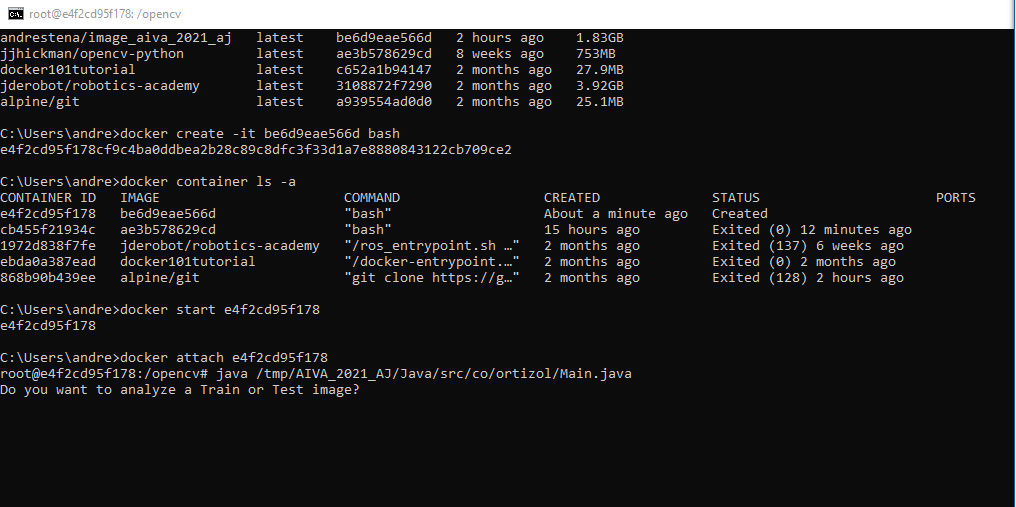 root@e4f2cd95f178: /opencv
andrestena/image_aiva_2021_aj   latest    be6d9eae566d   2 hours ago    1.83GB
jjhickman/opencv-python         latest    ae3b578629cd   8 weeks ago    753MB
docker101tutorial               latest    c652a1b94147   2 months ago   27.9MB
jderobot/robotics-academy       latest    3108872f7290   2 months ago   3.92GB
alpine/git                      latest    a939554ad0d0   2 months ago   25.1MB
C:\Users\andre>docker create -it be6d9eae566d bash
e4f2cd95f178cf9c4ba0ddbea2b28c89c8dfc3f33d1a7e8880843122cb709ce2
C:\Users\andre>docker container ls -a
CONTAINER ID   IMAGE                       COMMAND                  CREATED              STATUS                      PORTS
e4f2cd95f178   be6d9eae566d                "bash"                   About a minute ago   Created
cb455f21934c   ae3b578629cd                "bash"                   15 hours ago         Exited (0) 12 minutes ago
1972d838f7fe   jderobot/robotics-academy   "/ros_entrypoint.sh …"   2 months ago         Exited (137) 6 weeks ago
ebda0a387ead   docker101tutorial           "/docker-entrypoint.…"   2 months ago         Exited (0) 2 months ago
868b90b439ee   alpine/git                  "git clone https://g…"   2 months ago         Exited (128) 2 hours ago
C:\Users\andre>docker start e4f2cd95f178
e4f2cd95f178
C:\Users\andre>docker attach e4f2cd95f178
root@e4f2cd95f178:/opencv# java /tmp/AIVA_2021_AJ/Java/src/co/ortizol/Main.java
Do you want to analyze a Train or Test image?